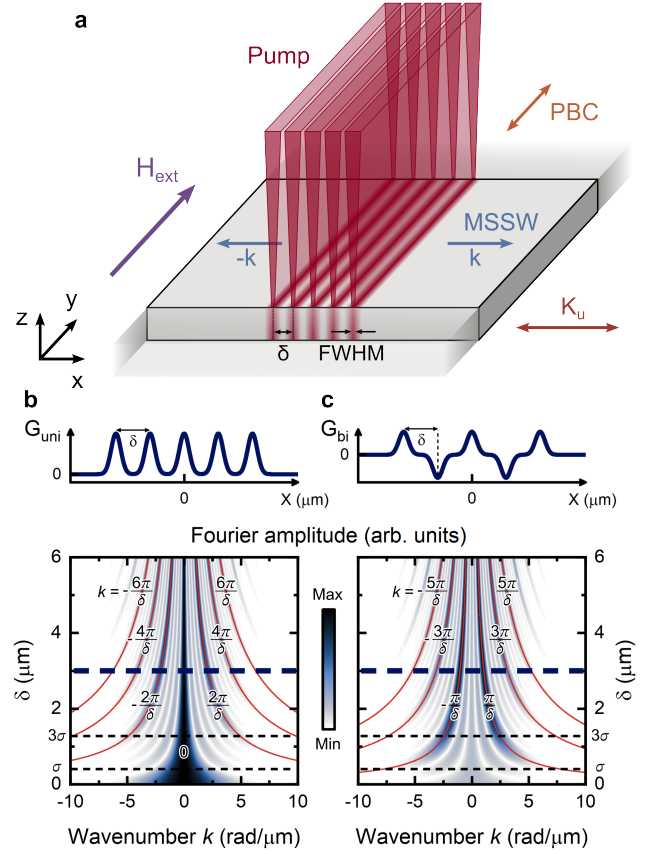 a
Pump
PBC
H_ext
MSSW
-k
k
z
y
x
δ
FWHM
K_u
b
c
G_uni
δ
0
0
X (μm)
G_bi
δ
0
0
X (μm)
Fourier amplitude (arb. units)
6
4
2
0
δ (μm)
3σ
σ
k = -6π/δ
6π/δ
-4π/δ
4π/δ
-2π/δ
2π/δ
0
-10
-5
0
5
10
Wavenumber k (rad/μm)
Max
Min
-5π/δ
k = 
5π/δ
-3π/δ
3π/δ
-π/δ
π/δ
6
4
2
0
δ (μm)
3σ
σ
-10
-5
0
5
10
Wavenumber k (rad/μm)